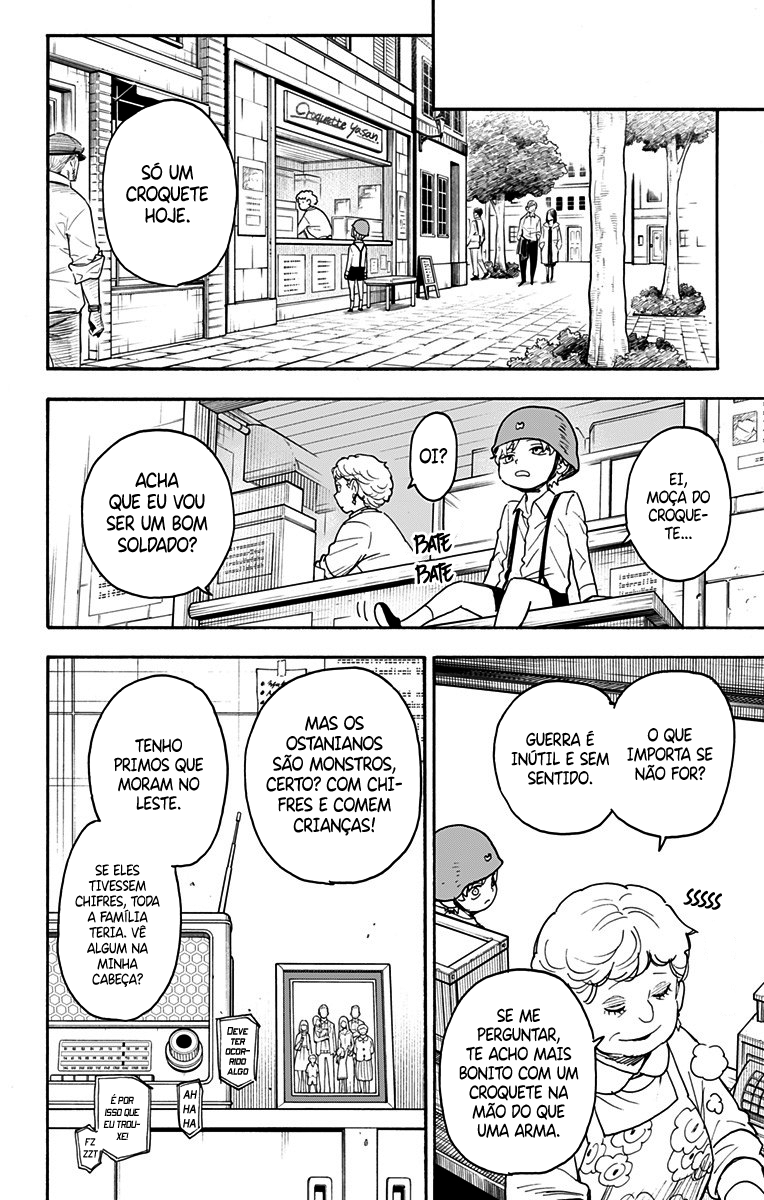 Croquette Yasan
SÓ UM
CROQUETE
HOJE.
EI,
MOÇA DO
CROQUE-
TE...
OI?
BATE
BATE
ACHA
QUE EU VOU
SER UM BOM
SOLDADO?
O QUE
IMPORTA SE
NÃO FOR?
GUERRA É
INÚTIL E SEM
SENTIDO.
SSSSS
SE ME
PERGUNTAR,
TE ACHO MAIS
BONITO COM UM
CROQUETE NA
MÃO DO QUE
UMA ARMA.
MAS OS
OSTANIANOS
SÃO MONSTROS,
CERTO? COM CHI-
FRES E COMEM
CRIANÇAS!
TENHO
PRIMOS QUE
MORAM NO
LESTE.
SE ELES
TIVESSEM
CHIFRES, TODA
A FAMÍLIA
TERIA. VÊ
ALGUM NA
MINHA
CABEÇA?
DEVE
TER
OCOR-
RIDO
ALGO
AH
HA
HA
É POR
ISSO QUE
EU TROU-
XE!
FZ
ZZT